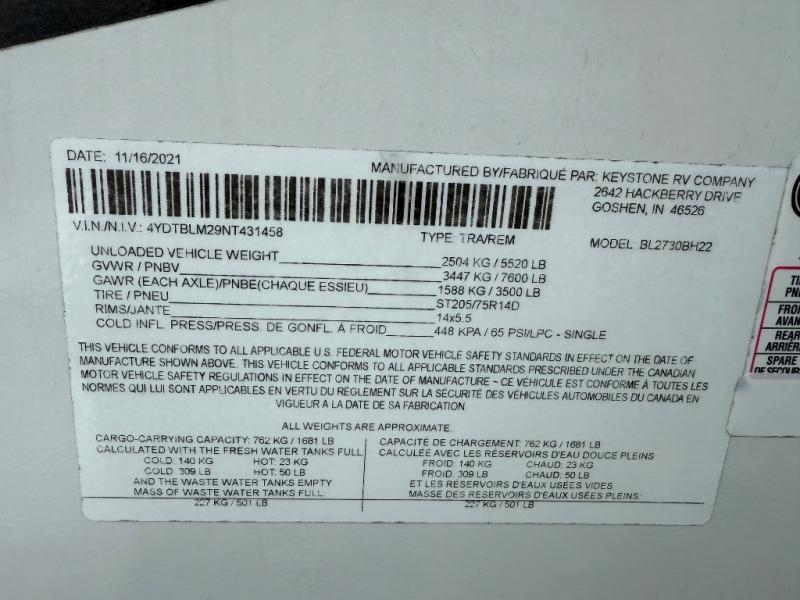 DATE: 11/16/2021
MANUFACTURED BY/FABRIQUÉ PAR: KEYSTONE RV COMPANY
2642 HACKBERRY DRIVE
GOSHEN, IN 46526
V.I.N./N.I.V.: 4YDTBLM29NT431458
TYPE: TRA/REM
MODEL: BL2730BH22
UNLOADED VEHICLE WEIGHT 2504 KG / 5520 LB
GVWR / PNBV 3447 KG / 7600 LB
GAWR (EACH AXLE)/PNBE(CHAQUE ESSIEU) 1588 KG / 3500 LB
TIRE / PNEU ST205/75R14D
RIMS/JANTE 14x5.5
COLD INFL. PRESS/PRESS. DE GONFL. À FROID 448 KPA / 65 PSI/LPC - SINGLE
THIS VEHICLE CONFORMS TO ALL APPLICABLE U.S. FEDERAL MOTOR VEHICLE SAFETY STANDARDS IN EFFECT ON THE DATE OF
MANUFACTURE SHOWN ABOVE. THIS VEHICLE CONFORMS TO ALL APPLICABLE STANDARDS PRESCRIBED UNDER THE CANADIAN
MOTOR VEHICLE SAFETY REGULATIONS IN EFFECT ON THE DATE OF MANUFACTURE ~ CE VÉHICULE EST CONFORME À TOUTES LES
NORMES QUI LUI SONT APPLICABLES EN VERTU DU RÈGLEMENT SUR LA SÉCURITÉ DES VÉHICULES AUTOMOBILES DU CANADA EN
VIGUEUR A LA DATE DE SA FABRICATION.
ALL WEIGHTS ARE APPROXIMATE.
CARGO-CARRYING CAPACITY: 762 KG / 1681 LB
CALCULATED WITH THE FRESH WATER TANKS FULL
COLD: 140 KG HOT: 23 KG
COLD: 309 LB HOT: 50 LB
AND THE WASTE WATER TANKS EMPTY
MASS OF WASTE WATER TANKS FULL
227 KG / 501 LB
CAPACITÉ DE CHARGEMENT: 762 KG / 1681 LB
CALCULÉE AVEC LES RÉSERVOIRS D'EAU DOUCE PLEINS
FROID: 140 KG CHAUD: 23 KG
FROID: 309 LB CHAUD: 50 LB
ET LES RÉSERVOIRS D'EAUX USÉES VIDES
MASSE DES RÉSERVOIRS D'EAUX USÉES PLEINS
227 KG / 501 LB
TI
PN
FRO
AVAN
REAR
ARRIÈR
SPARE
DE SECOUR